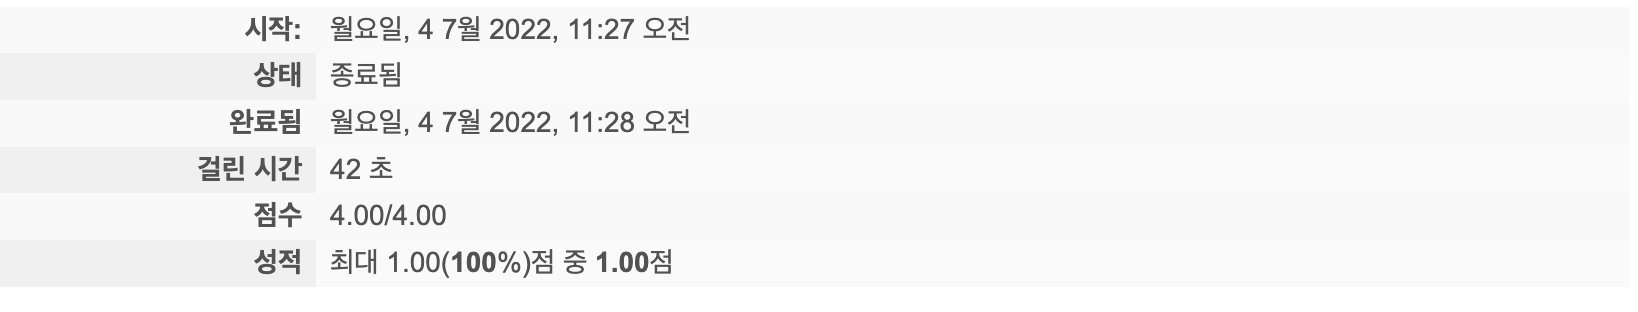 시작: 월요일, 4 7월 2022, 11:27 오전
상태 종료됨
완료됨 월요일, 4 7월 2022, 11:28 오전
걸린 시간 42 초
점수 4.00/4.00
성적 최대 1.00(100%)점 중 1.00점